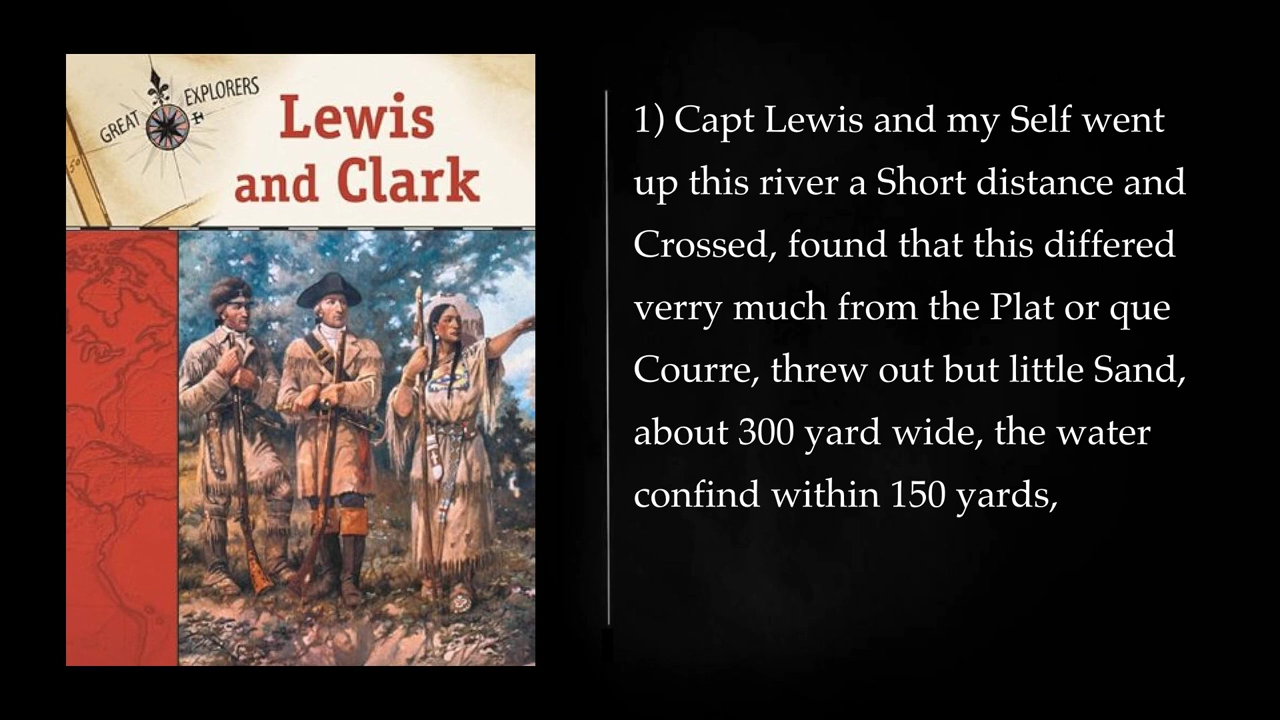 GREAT EXPLORERS
Lewis
and Clark
50
1) Capt Lewis and my Self went
up this river a Short distance and
Crossed, found that this differed
verry much from the Plat or que
Courre, threw out but little Sand,
about 300 yard wide, the water
confind within 150 yards,